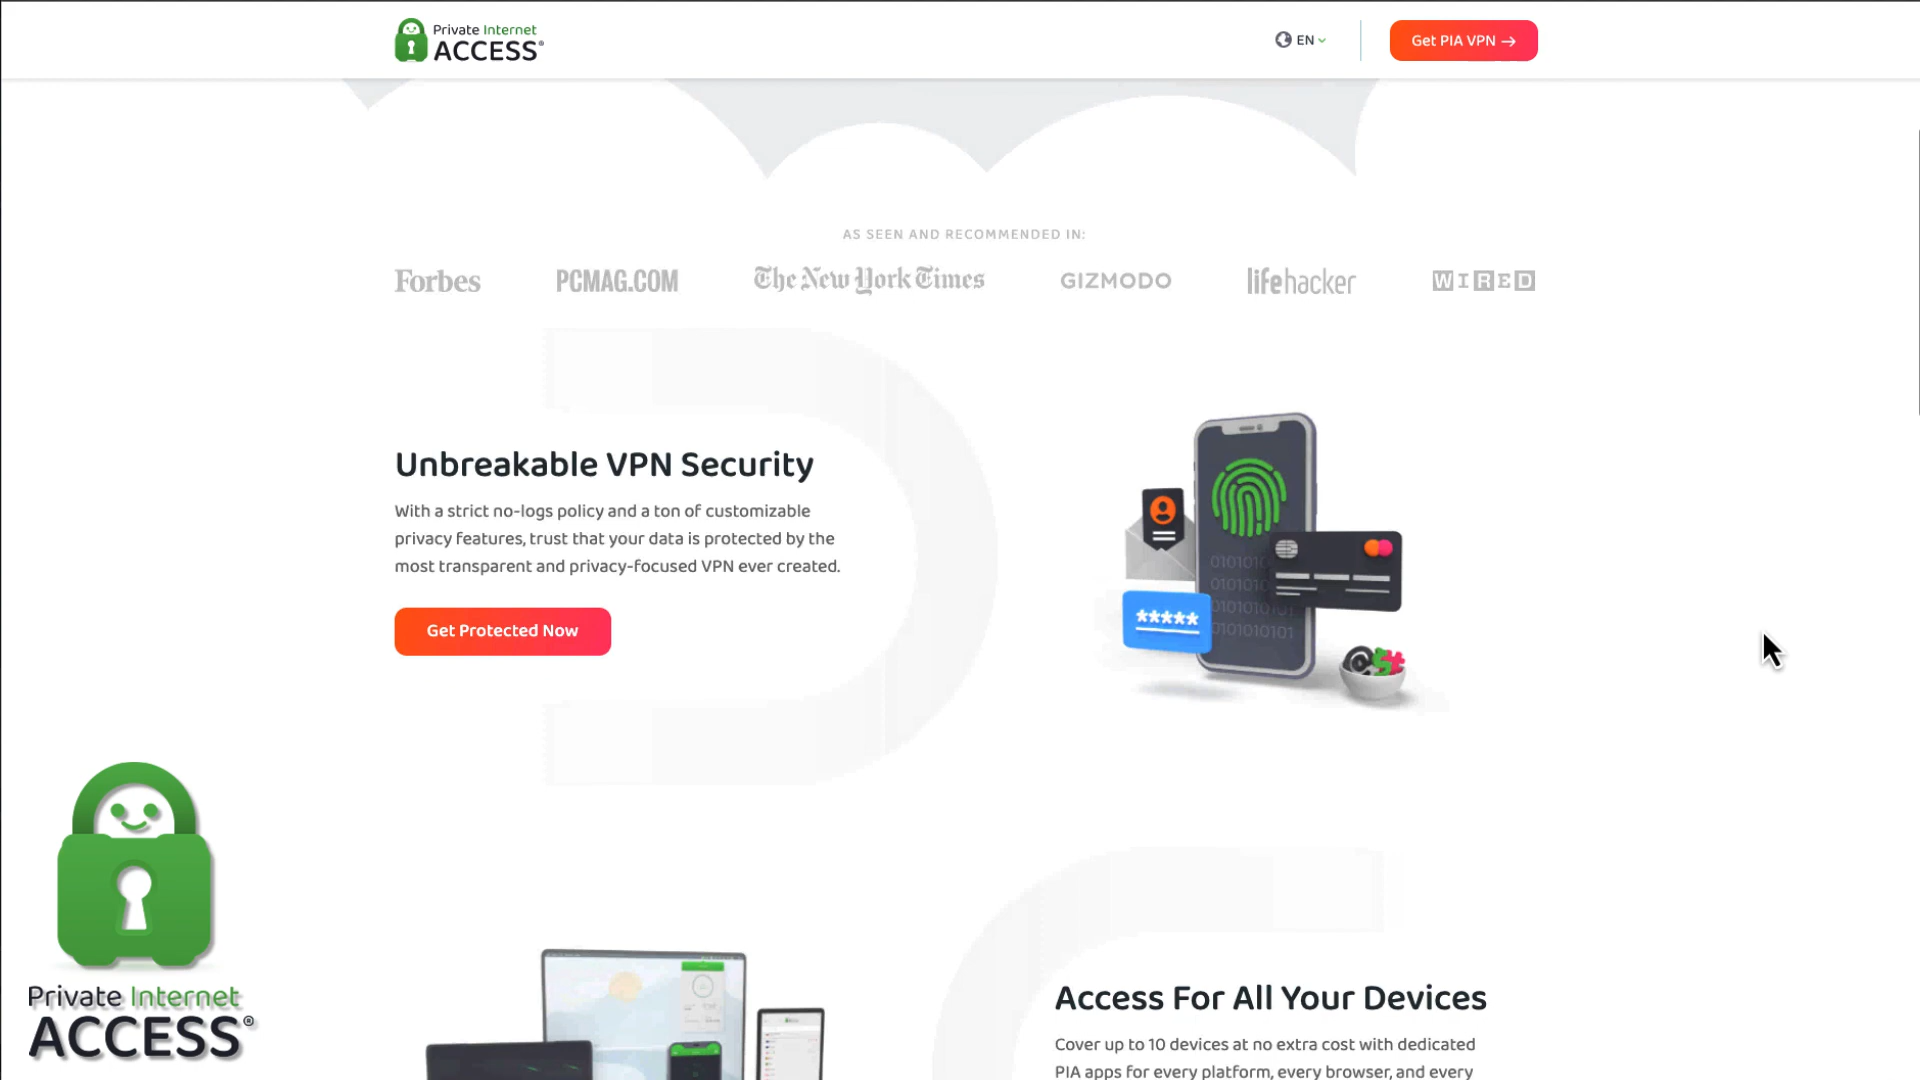 Private Internet
ACCESS®
EN
Get PIA VPN →
AS SEEN AND RECOMMENDED IN:
Forbes
PCMAG.COM
The New York Times
GIZMODO
lifehacker
WIRED
Unbreakable VPN Security
With a strict no-logs policy and a ton of customizable
privacy features, trust that your data is protected by the
most transparent and privacy-focused VPN ever created.
Get Protected Now
*****
010101010101
Private Internet
ACCESS®
Access For All Your Devices
Cover up to 10 devices at no extra cost with dedicated
PIA apps for every platform, every browser, and every